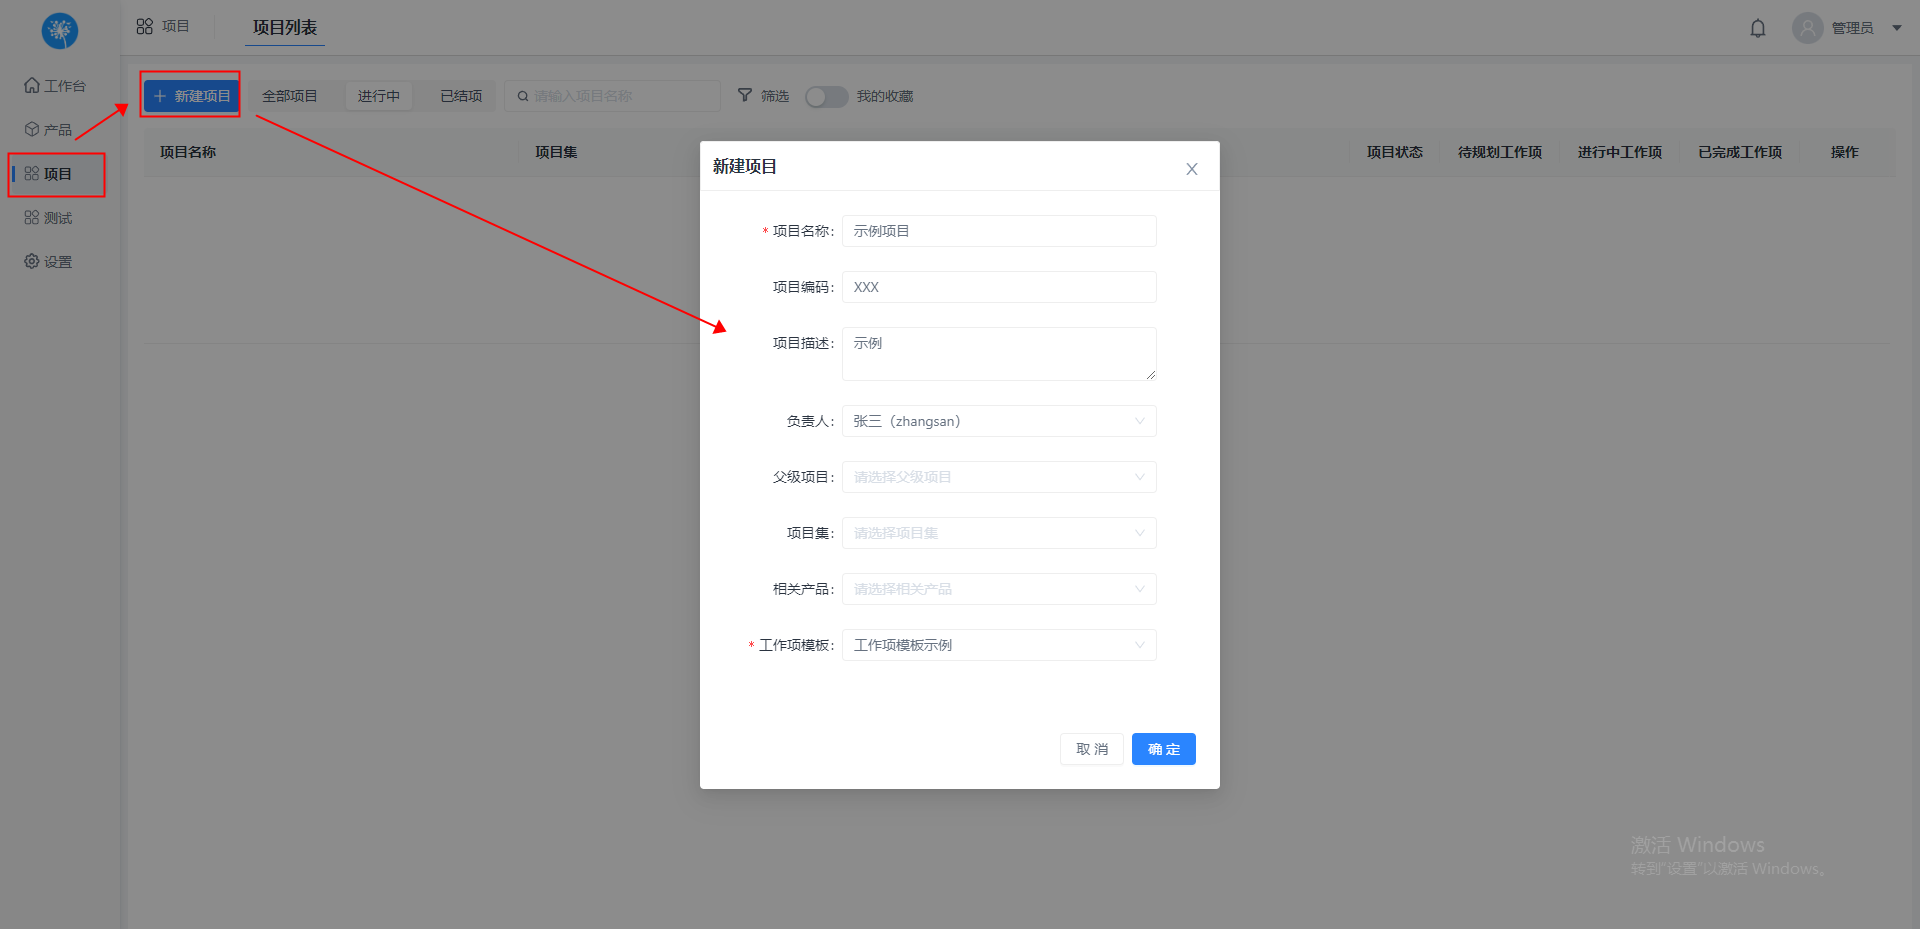 项目
项目列表
管理员
工作台
产品
项目
测试
设置
新建项目
全部项目
进行中
已结项
请输入项目名称
筛选
我的收藏
项目名称
项目集
项目状态
待规划工作项
进行中工作项
已完成工作项
操作
新建项目
* 项目名称:
示例项目
项目编码:
XXX
项目描述:
示例
负责人:
张三（zhangsan）
父级项目:
请选择父级项目
项目集:
请选择项目集
相关产品:
请选择相关产品
* 工作项模板:
工作项模板示例
取 消
确 定
激活 Windows
转到"设置"以激活 Windows。